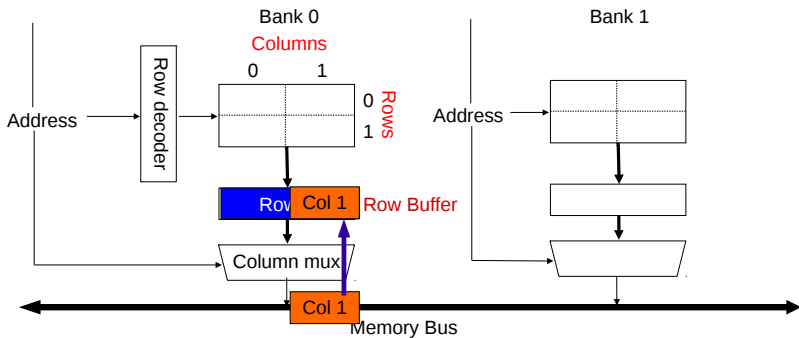 Bank 0
Bank 1
Columns
0 1
Row decoder
0
1
Rows
Address
Address
Row
Col 1
Row Buffer
Column mux
Col 1
Memory Bus